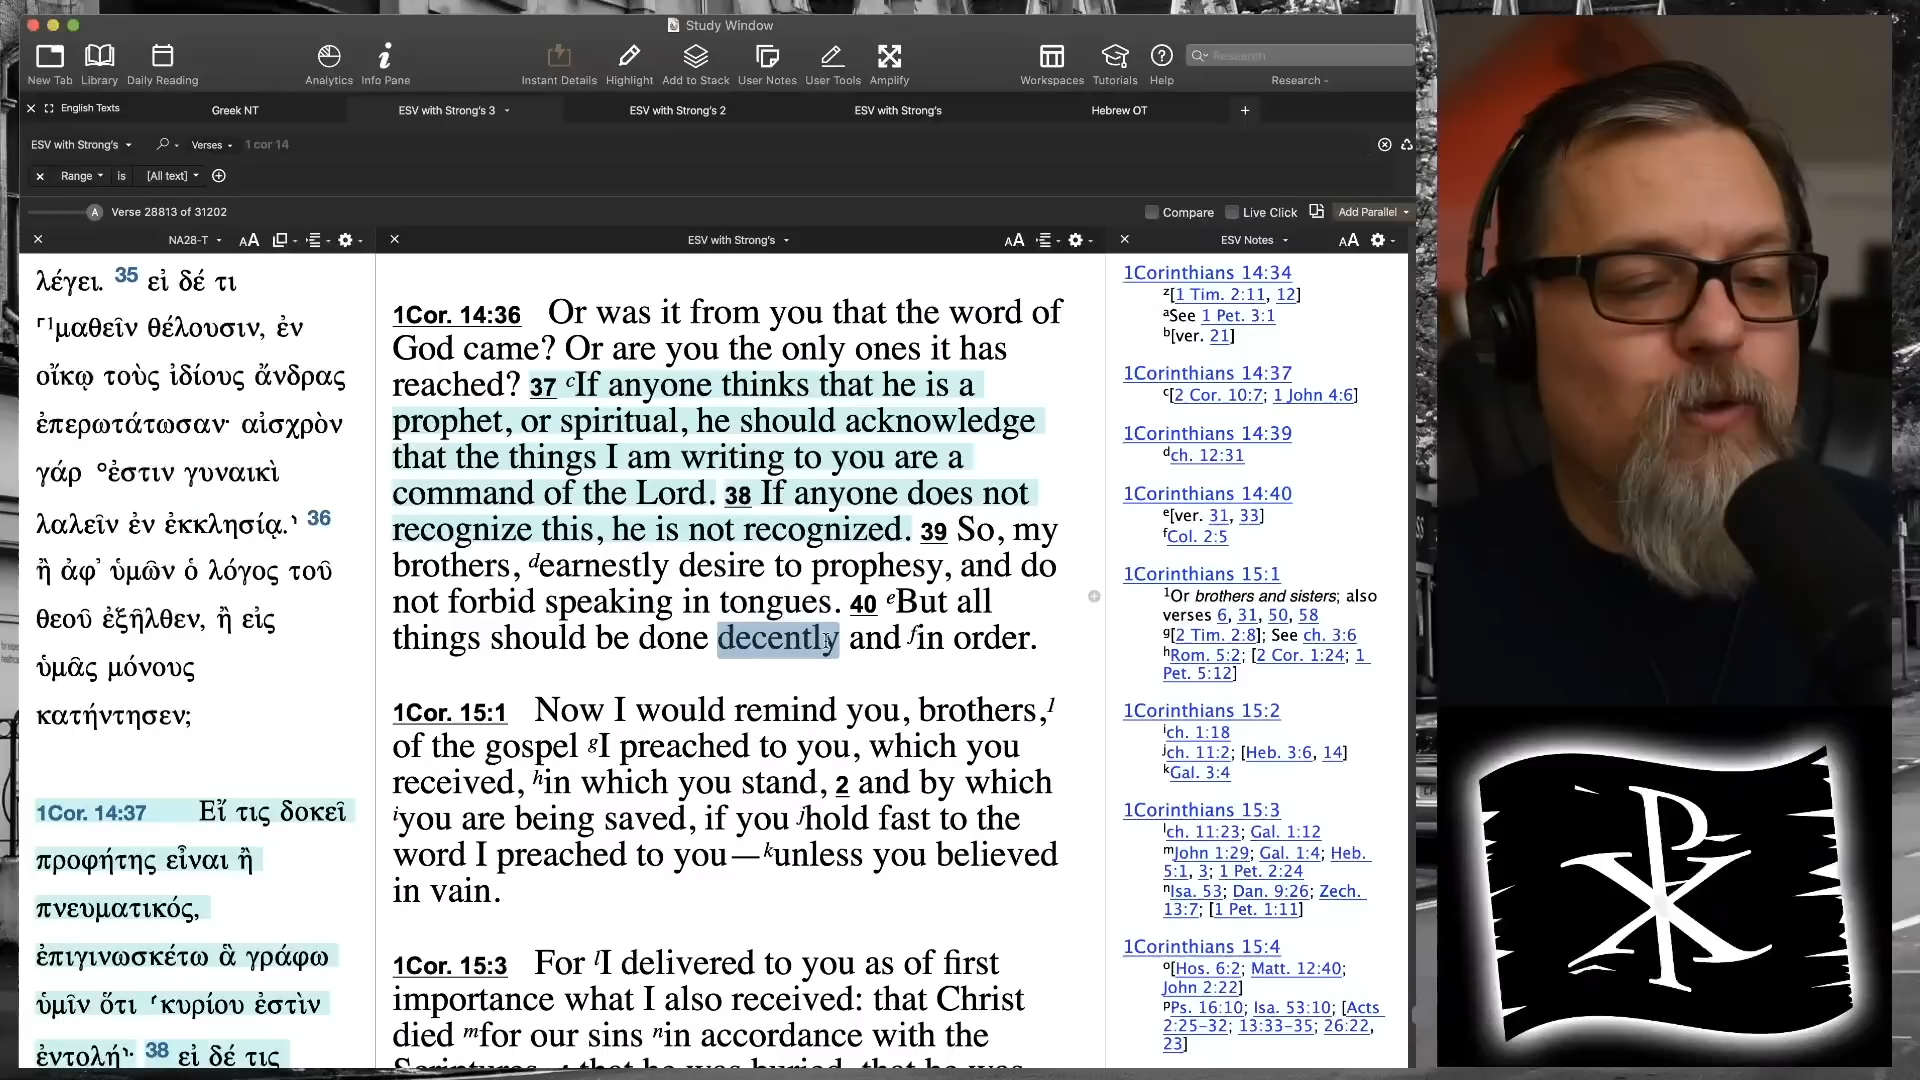 Study Window
New Tab Library Daily Reading Analytics Info Pane Instant Details Highlight Add to Stack User Notes User Tools Amplify Workspaces Tutorials Help Research
Research
English Texts Greek NT ESV with Strong's 3 ESV with Strong's 2 ESV with Strong's Hebrew OT +
ESV with Strong's Verses 1 cor 14
Range is [All text]
A Verse 28813 of 31202 Compare Live Click Add Parallel
NA28-T ESV with Strong's ESV Notes
λέγει. 35 εἰ δέ τι
⸂¹μαθεῖν θέλουσιν, ἐν
οἴκῳ τοὺς ἰδίους ἄνδρας
ἐπερωτάτωσαν· αἰσχρὸν
γάρ °ἐστιν γυναικὶ
λαλεῖν ἐν ἐκκλησίᾳ.⸃ 36
ἢ ἀφ' ὑμῶν ὁ λόγος τοῦ
θεοῦ ἐξῆλθεν, ἢ εἰς
ὑμᾶς μόνους
κατήντησεν;
1Cor. 14:37 Εἴ τις δοκεῖ
προφήτης εἶναι ἢ
πνευματικός,
ἐπιγινωσκέτω ἃ γράφω
ὑμῖν ὅτι ⸂κυρίου ἐστὶν
ἐντολή⸃· 38 εἰ δέ τις
1Cor. 14:36 Or was it from you that the word of
God came? Or are you the only ones it has
reached? 37 cIf anyone thinks that he is a
prophet, or spiritual, he should acknowledge
that the things I am writing to you are a
command of the Lord. 38 If anyone does not
recognize this, he is not recognized. 39 So, my
brothers, dearnestly desire to prophesy, and do
not forbid speaking in tongues. 40 eBut all
things should be done decently and fin order.
1Cor. 15:1 Now I would remind you, brothers,1
of the gospel gI preached to you, which you
received, hin which you stand, 2 and by which
iyou are being saved, if you jhold fast to the
word I preached to you—kunless you believed
in vain.
1Cor. 15:3 For lI delivered to you as of first
importance what I also received: that Christ
died mfor our sins nin accordance with the
Scriptures, 4 that he was buried, that he was
1Corinthians 14:34
z[1 Tim. 2:11, 12]
aSee 1 Pet. 3:1
b[ver. 21]
1Corinthians 14:37
c[2 Cor. 10:7; 1 John 4:6]
1Corinthians 14:39
dch. 12:31
1Corinthians 14:40
e[ver. 31, 33]
fCol. 2:5
1Corinthians 15:1
1Or brothers and sisters; also
verses 6, 31, 50, 58
g[2 Tim. 2:8]; See ch. 3:6
hRom. 5:2; [2 Cor. 1:24; 1
Pet. 5:12]
1Corinthians 15:2
ich. 1:18
jch. 11:2; [Heb. 3:6, 14]
kGal. 3:4
1Corinthians 15:3
lch. 11:23; Gal. 1:12
mJohn 1:29; Gal. 1:4; Heb.
5:1, 3; 1 Pet. 2:24
nIsa. 53; Dan. 9:26; Zech.
13:7; [1 Pet. 1:11]
1Corinthians 15:4
o[Hos. 6:2; Matt. 12:40;
John 2:22]
pPs. 16:10; Isa. 53:10; [Acts
2:25-32; 13:33-35; 26:22,
23]